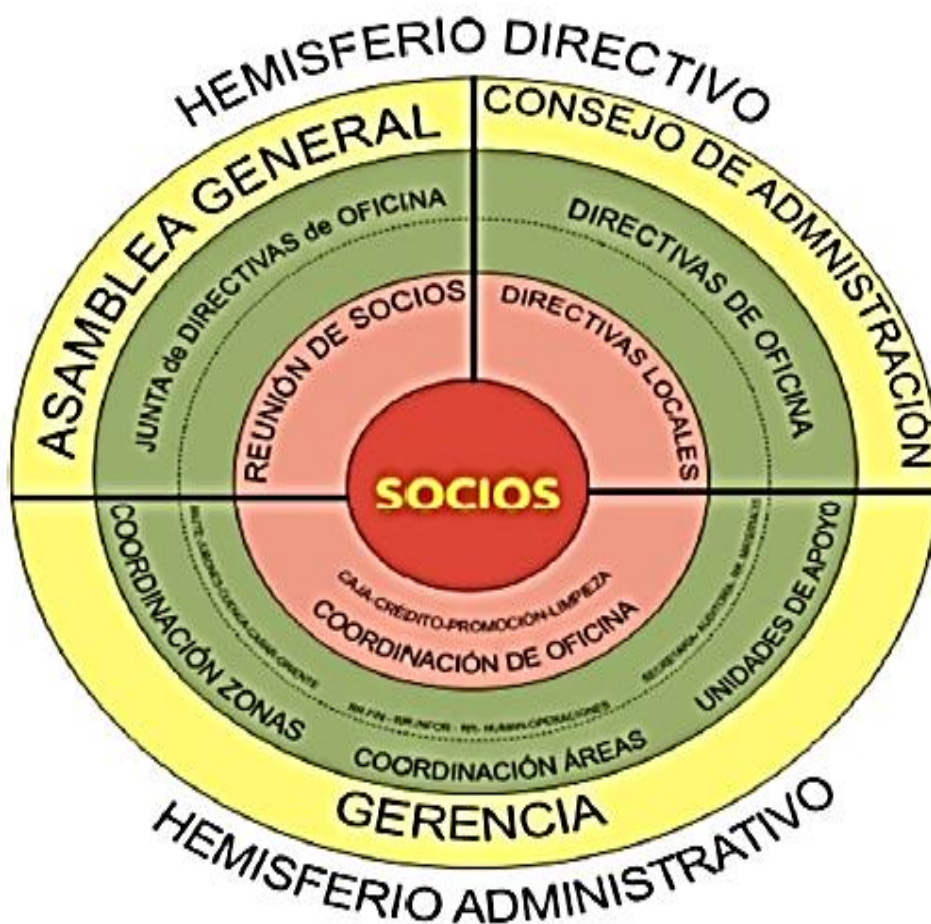 HEMISFERIO DIRECTIVO
ASAMBLEA GENERAL
CONSEJO DE ADMNISTRACIÓN
JUNTA de DIRECTIVAS de OFICINA
DIRECTIVAS DE OFICINA
REUNIÓN DE SOCIOS
DIRECTIVAS LOCALES
SOCIOS
CAJA-CRÉDITO-PROMOCIÓN-LIMPIEZA
COORDINACIÓN DE OFICINA
COORDINACIÓN ZONAS
COORDINACIÓN ÁREAS
UNIDADES DE APOYO
GERENCIA
HEMISFERIO ADMINISTRATIVO